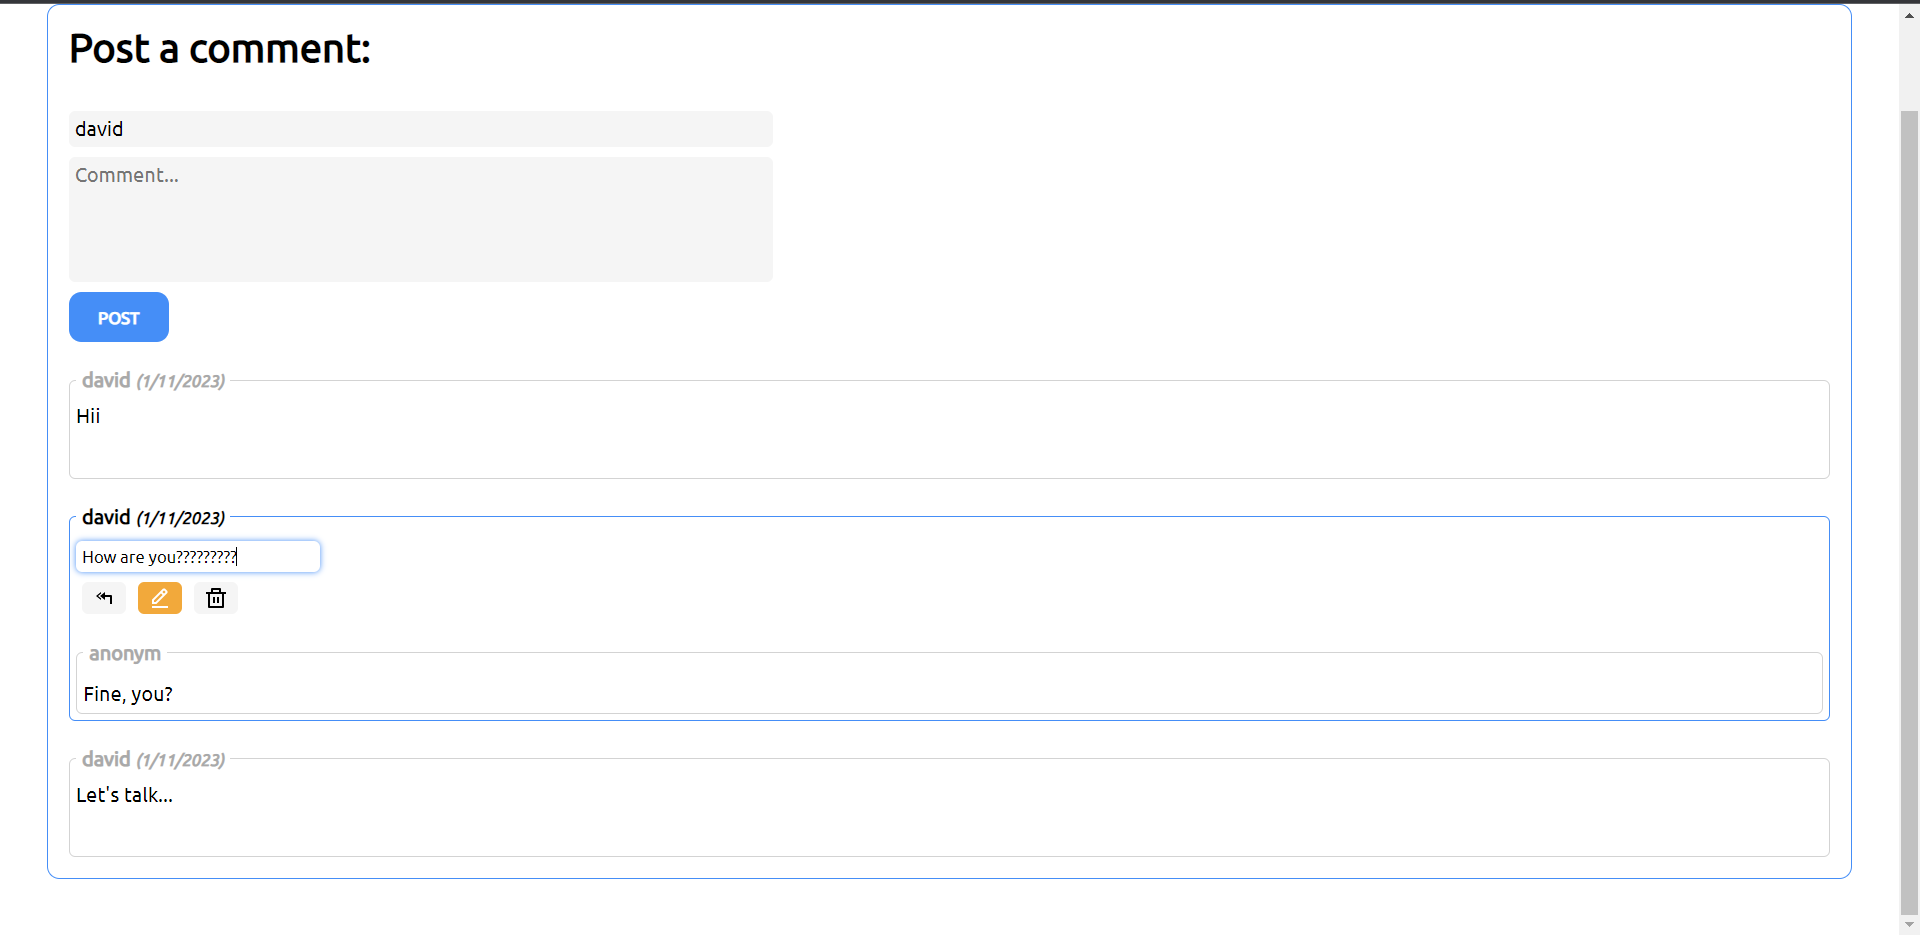 Post a comment:
david
Comment...
POST
david (1/11/2023)
Hii
david (1/11/2023)
How are you?????????
anonym
Fine, you?
david (1/11/2023)
Let's talk...